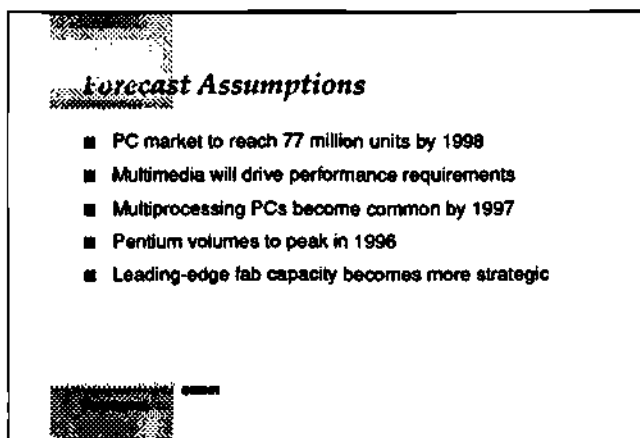 Forecast Assumptions
■ PC market to reach 77 million units by 1998
■ Multimedia will drive performance requirements
■ Multiprocessing PCs become common by 1997
■ Pentium volumes to peak in 1996
■ Leading-edge fab capacity becomes more strategic